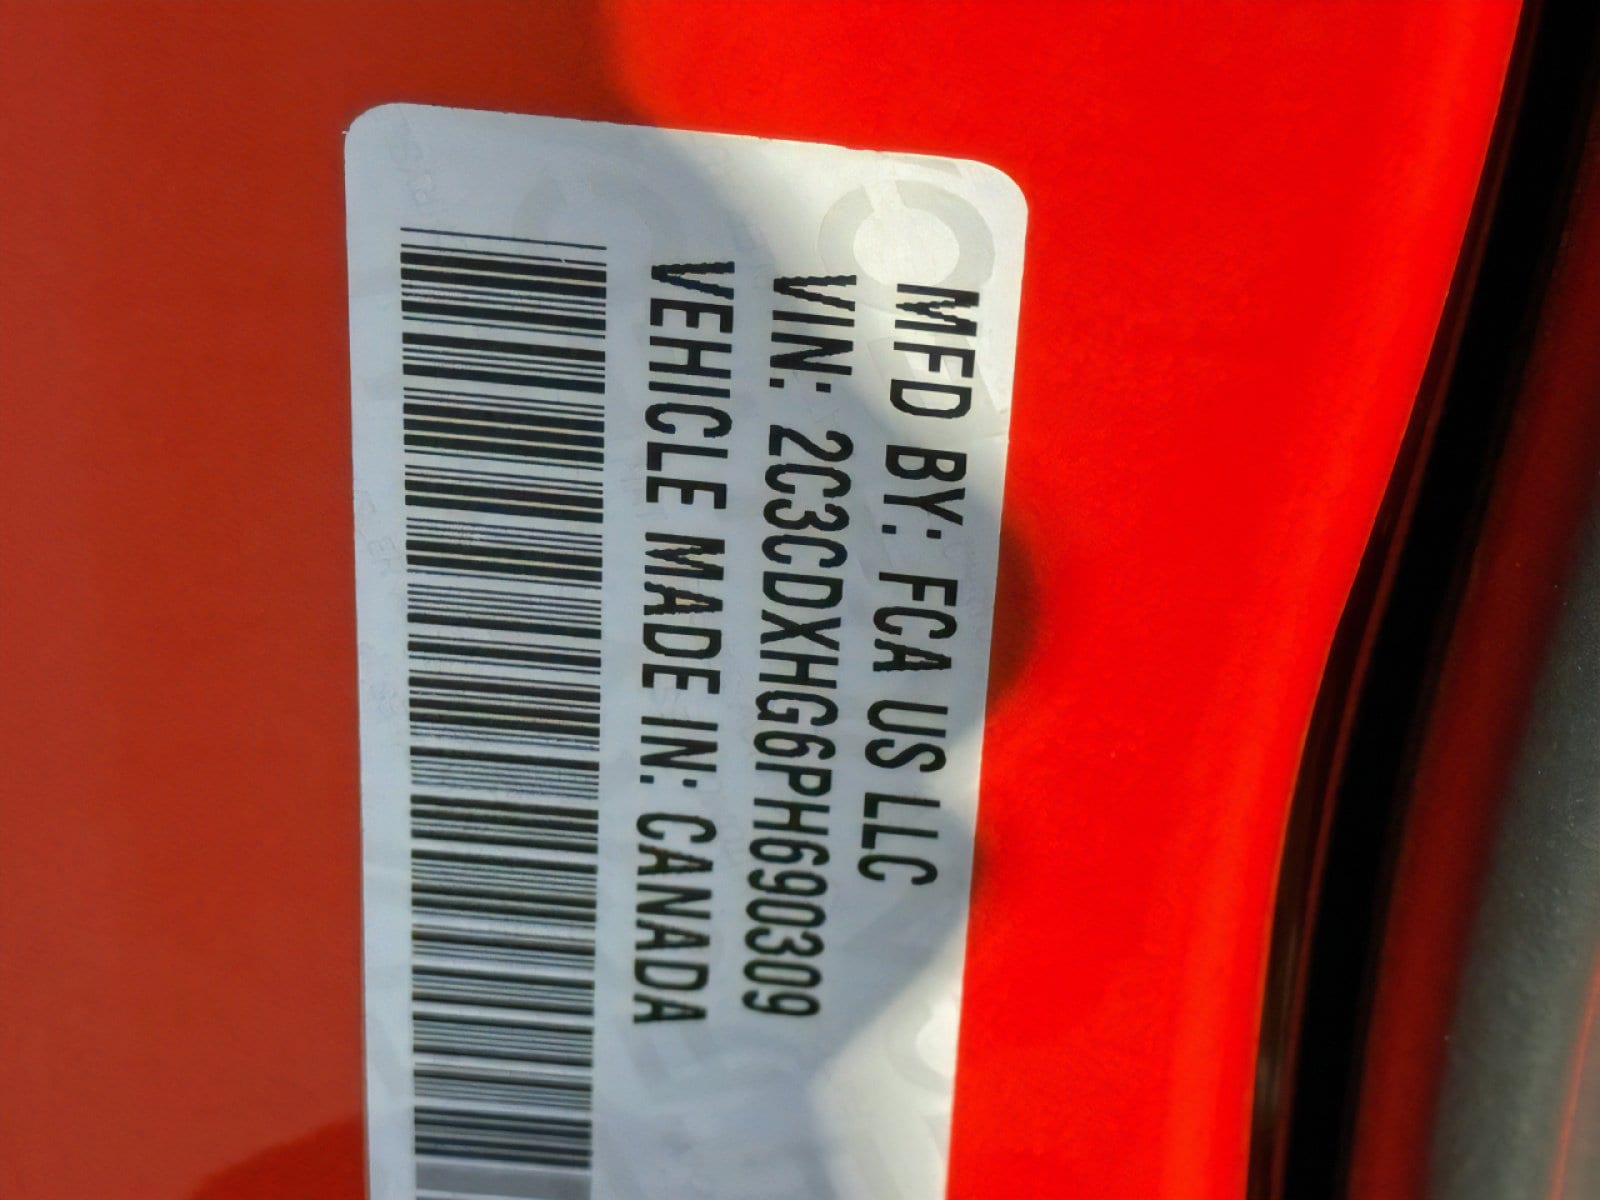 MFD BY: FCA US LLC
VIN: 2C3CDXHG6PH690309
VEHICLE MADE IN: CANADA